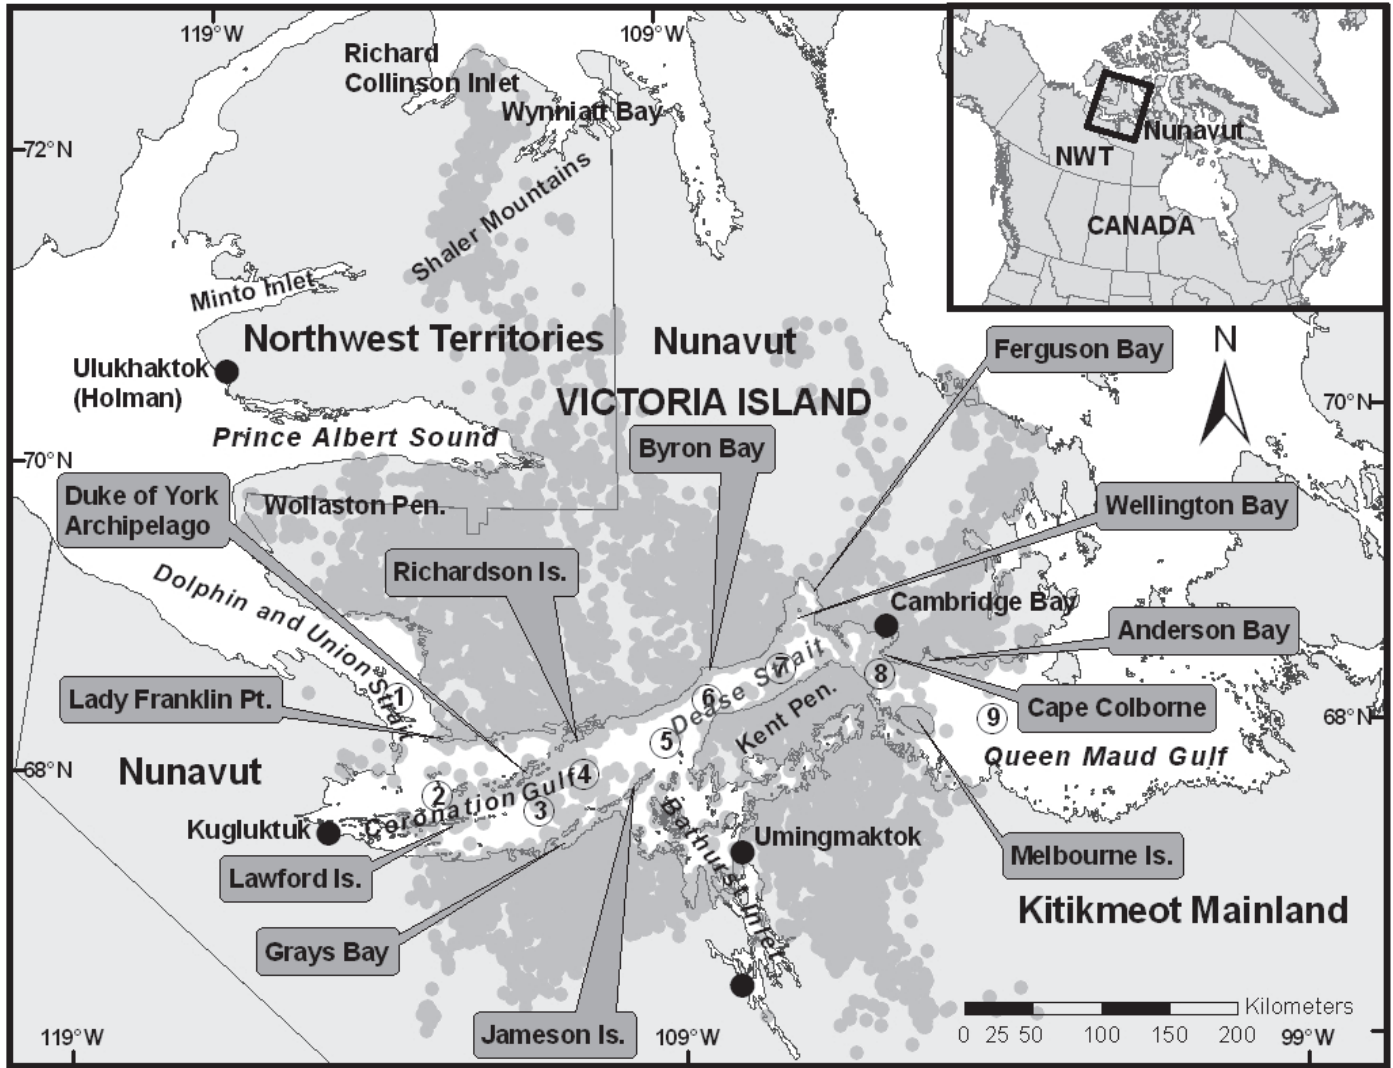 119°W
109°W
Richard
Collinson Inlet
Wynniatt Bay
72°N
Shaler Mountains
Minto Inlet
Nunavut
NWT
CANADA
Northwest Territories
Nunavut
Ulukhaktok
(Holman)
VICTORIA ISLAND
Ferguson Bay
N
70°N
Prince Albert Sound
Byron Bay
70°N
Duke of York
Archipelago
Wollaston Pen.
Wellington Bay
Richardson Is.
Dolphin and Union Strait
Cambridge Bay
Anderson Bay
Lady Franklin Pt.
1
6
7
8
Dease Strait
Kent Pen.
Cape Colborne
9
68°N
5
Queen Maud Gulf
Nunavut
68°N
2
3
4
Coronation Gulf
Kugluktuk
Bathurst Inlet
Umingmaktok
Melbourne Is.
Lawford Is.
Kitikmeot Mainland
Grays Bay
Jameson Is.
Kilometers
0 25 50 100 150 200
119°W
109°W
99°W